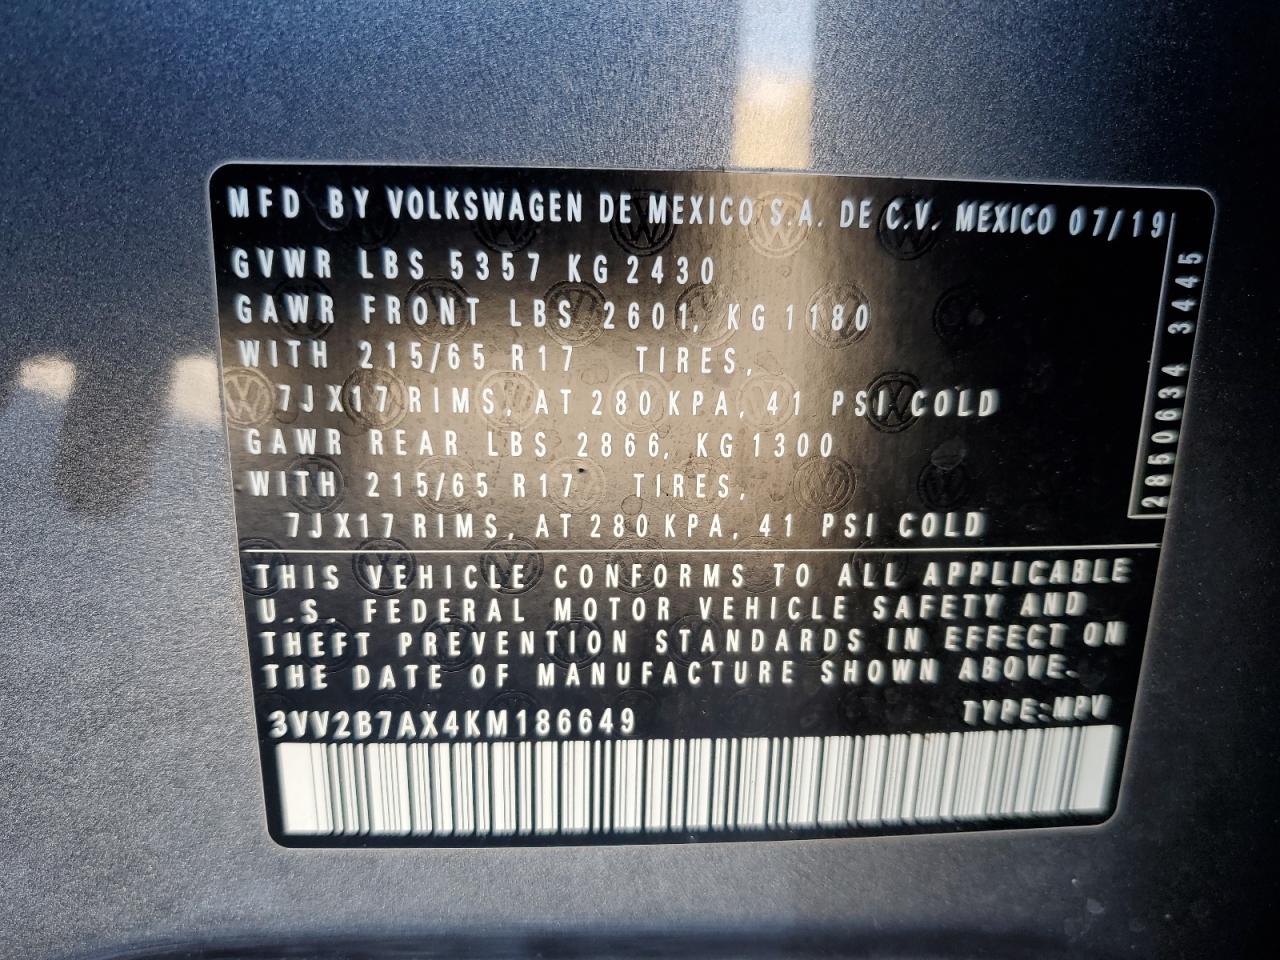 MFD BY VOLKSWAGEN DE MEXICO S.A. DE C.V. MEXICO 07/19
GVWR LBS 5357 KG 2430
GAWR FRONT LBS 2601, KG 1180
WITH 215/65 R17 TIRES,
7JX17 RIMS, AT 280 KPA, 41 PSI COLD
GAWR REAR LBS 2866, KG 1300
WITH 215/65 R17 TIRES,
7JX17 RIMS, AT 280 KPA, 41 PSI COLD
2850634 3445
THIS VEHICLE CONFORMS TO ALL APPLICABLE
U.S. FEDERAL MOTOR VEHICLE SAFETY AND
THEFT PREVENTION STANDARDS IN EFFECT ON
THE DATE OF MANUFACTURE SHOWN ABOVE.
3VV2B7AX4KM186649 TYPE:MPV